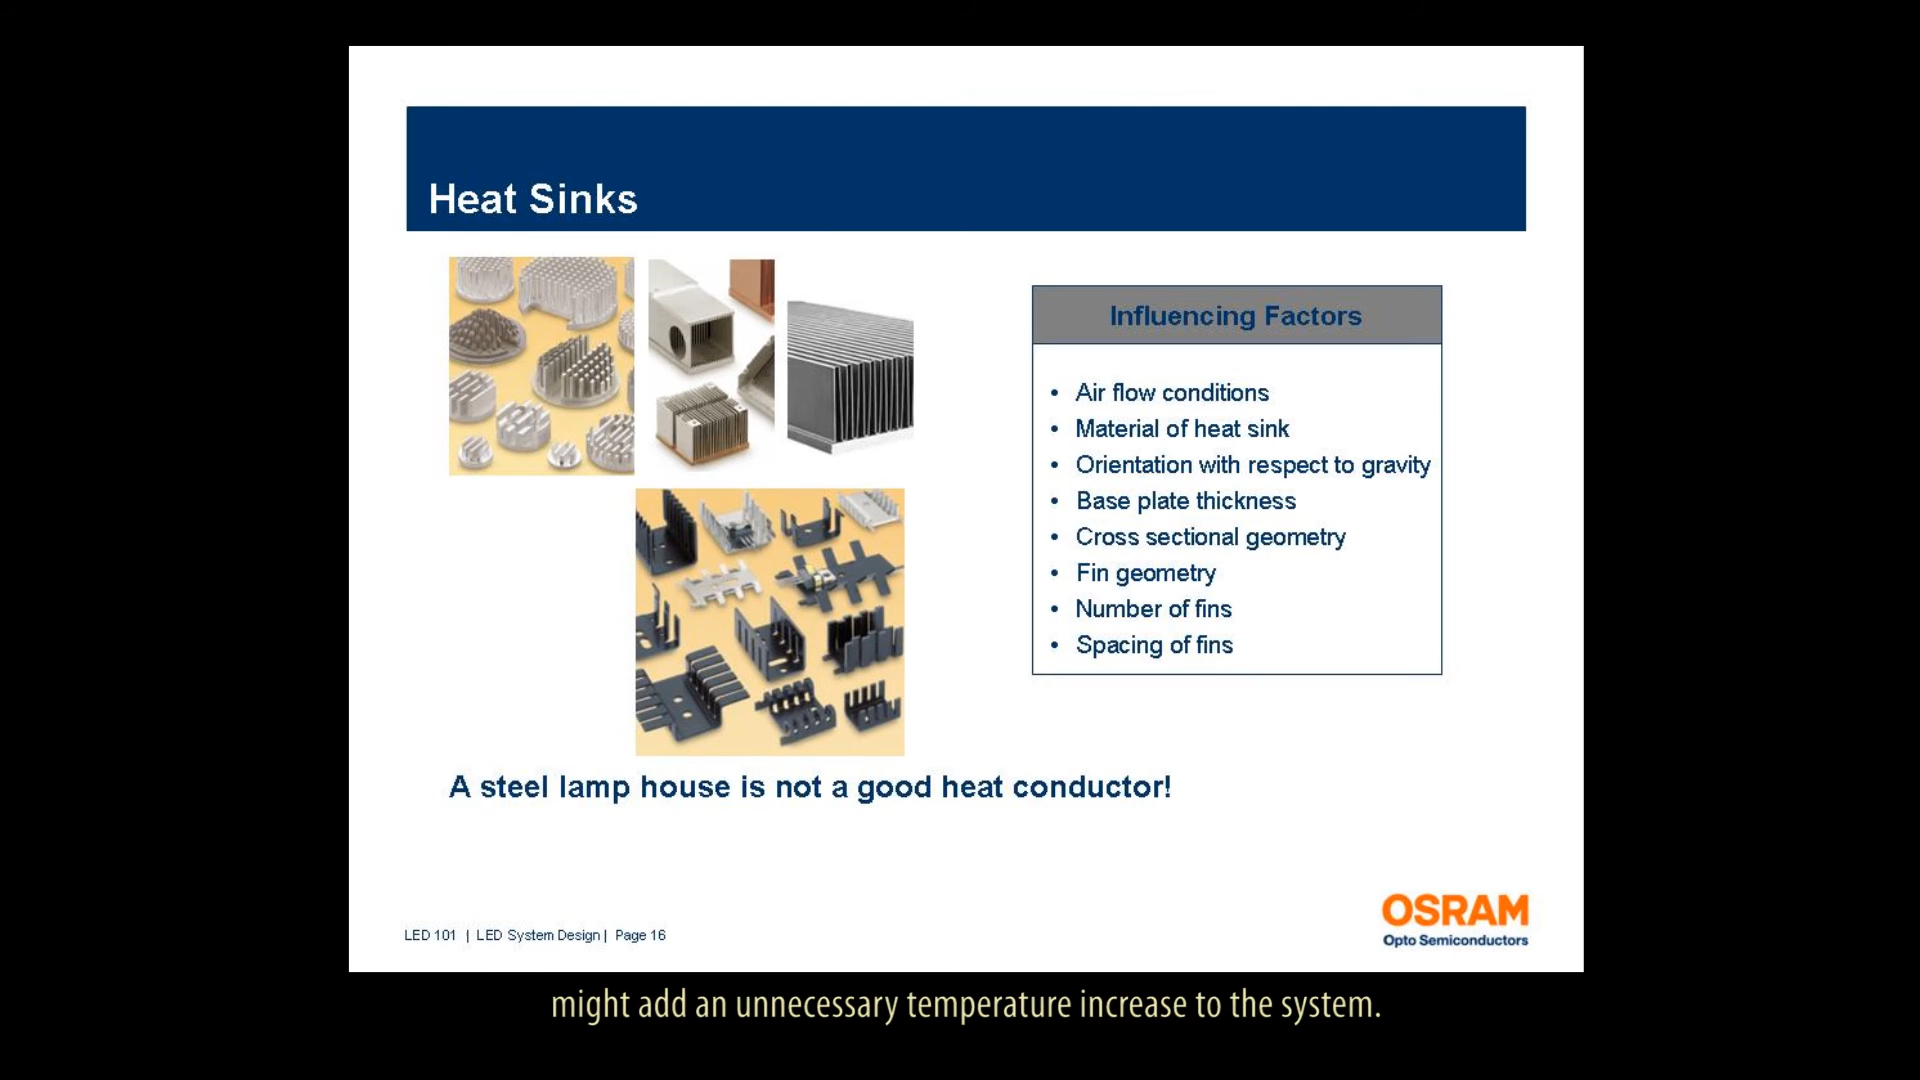 Heat Sinks
Influencing Factors
• Air flow conditions
• Material of heat sink
• Orientation with respect to gravity
• Base plate thickness
• Cross sectional geometry
• Fin geometry
• Number of fins
• Spacing of fins
A steel lamp house is not a good heat conductor!
LED 101 | LED System Design | Page 16
OSRAM
Opto Semiconductors
might add an unnecessary temperature increase to the system.